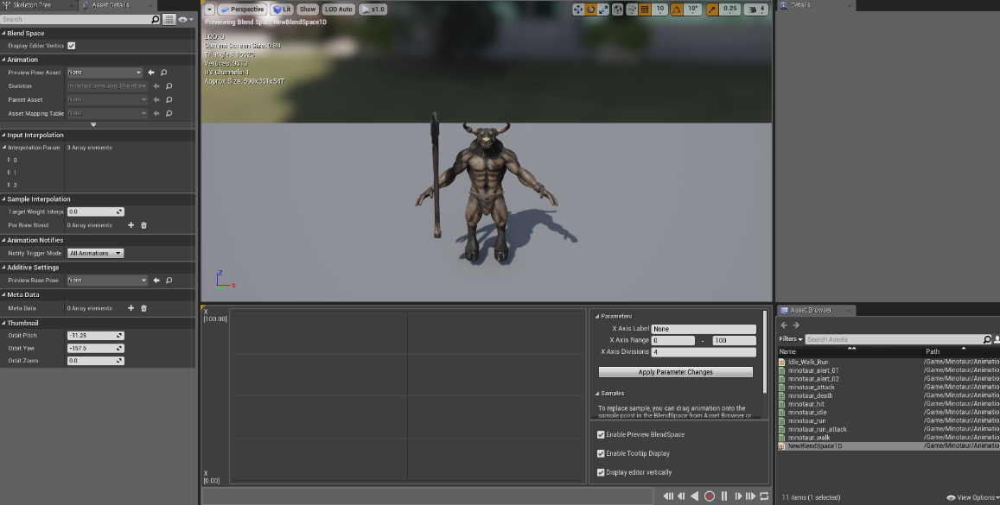 Skeleton Tree
Asset Details
Search
Blend Space
Display Editor Vertica
Animation
Preview Pose Asset None
Skeleton minotaur_new_axe_Skeleton
Parent Asset None
Asset Mapping Table None
Input Interpolation
Interpolation Param 3 Array elements
0
1
2
Sample Interpolation
Target Weight Interpo 0.0
Per Bone Blend 0 Array elements
Animation Notifies
Notify Trigger Mode All Animations
Additive Settings
Preview Base Pose None
Meta Data
Meta Data 0 Array elements
Thumbnail
Orbit Pitch -11.25
Orbit Yaw -157.5
Orbit Zoom 0.0
Perspective Lit Show LOD Auto x1.0 10 10° 0.25 4
Previewing Blend Space NewBlendSpace1D
LOD: 0
Current Screen Size: 0.80
UV Channels: 1
Approx Size: 590x361x547
Z
X
X
[100.00]
X
[0.00]
Parameters
X Axis Label None
X Axis Range 0 - 100
X Axis Divisions 4
Apply Parameter Changes
Samples
To replace sample, you can drag animation onto the
sample point in the BlendSpace from Asset Browser or
Enable Preview BlendSpace
Enable Tooltip Display
Display editor vertically
Details
Asset Browser
Filters Search Assets
Name Path
Idle_Walk_Run /Game/Minotaur/Animatio
minotaur_alert_01 /Game/Minotaur/Animatio
minotaur_alert_02 /Game/Minotaur/Animatio
minotaur_attack /Game/Minotaur/Animatio
minotaur_death /Game/Minotaur/Animatio
minotaur_hit /Game/Minotaur/Animatio
minotaur_idle /Game/Minotaur/Animatio
minotaur_run /Game/Minotaur/Animatio
minotaur_run_attack /Game/Minotaur/Animatio
minotaur_walk /Game/Minotaur/Animatio
NewBlendSpace1D /Game/Minotaur/Animatio
11 items (1 selected) View Options